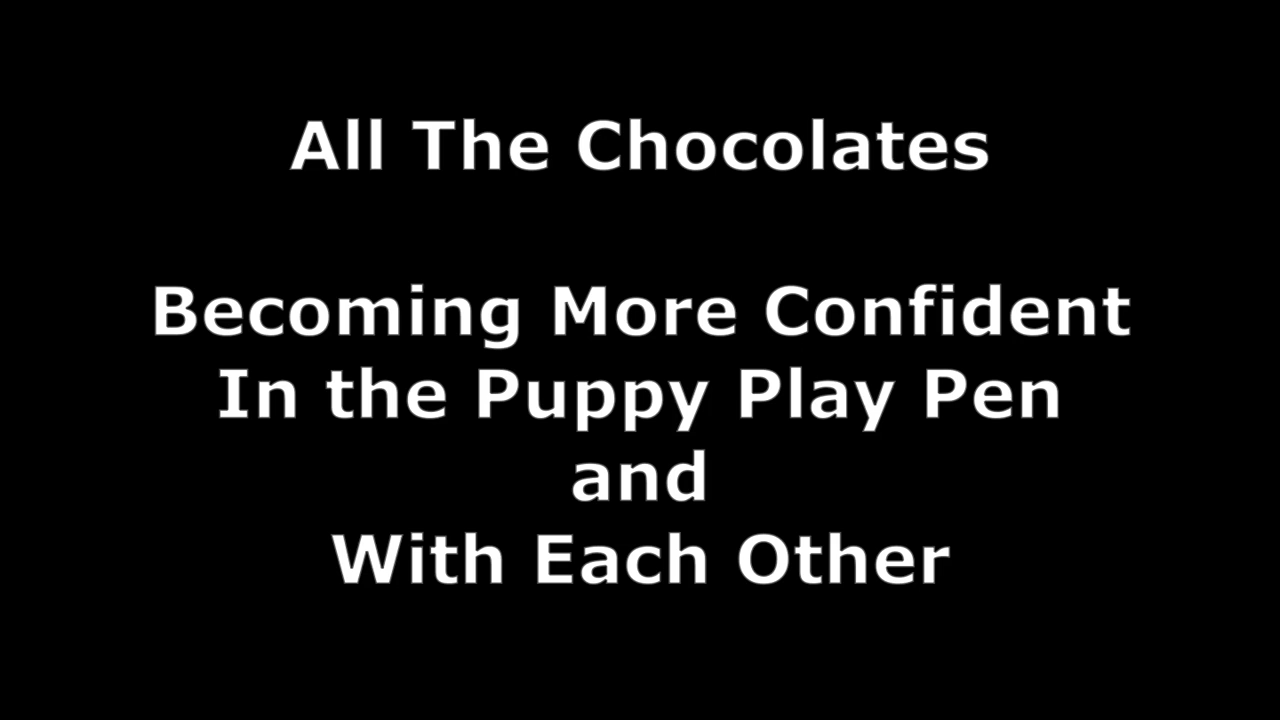 All The Chocolates
Becoming More Confident
In the Puppy Play Pen
and
With Each Other